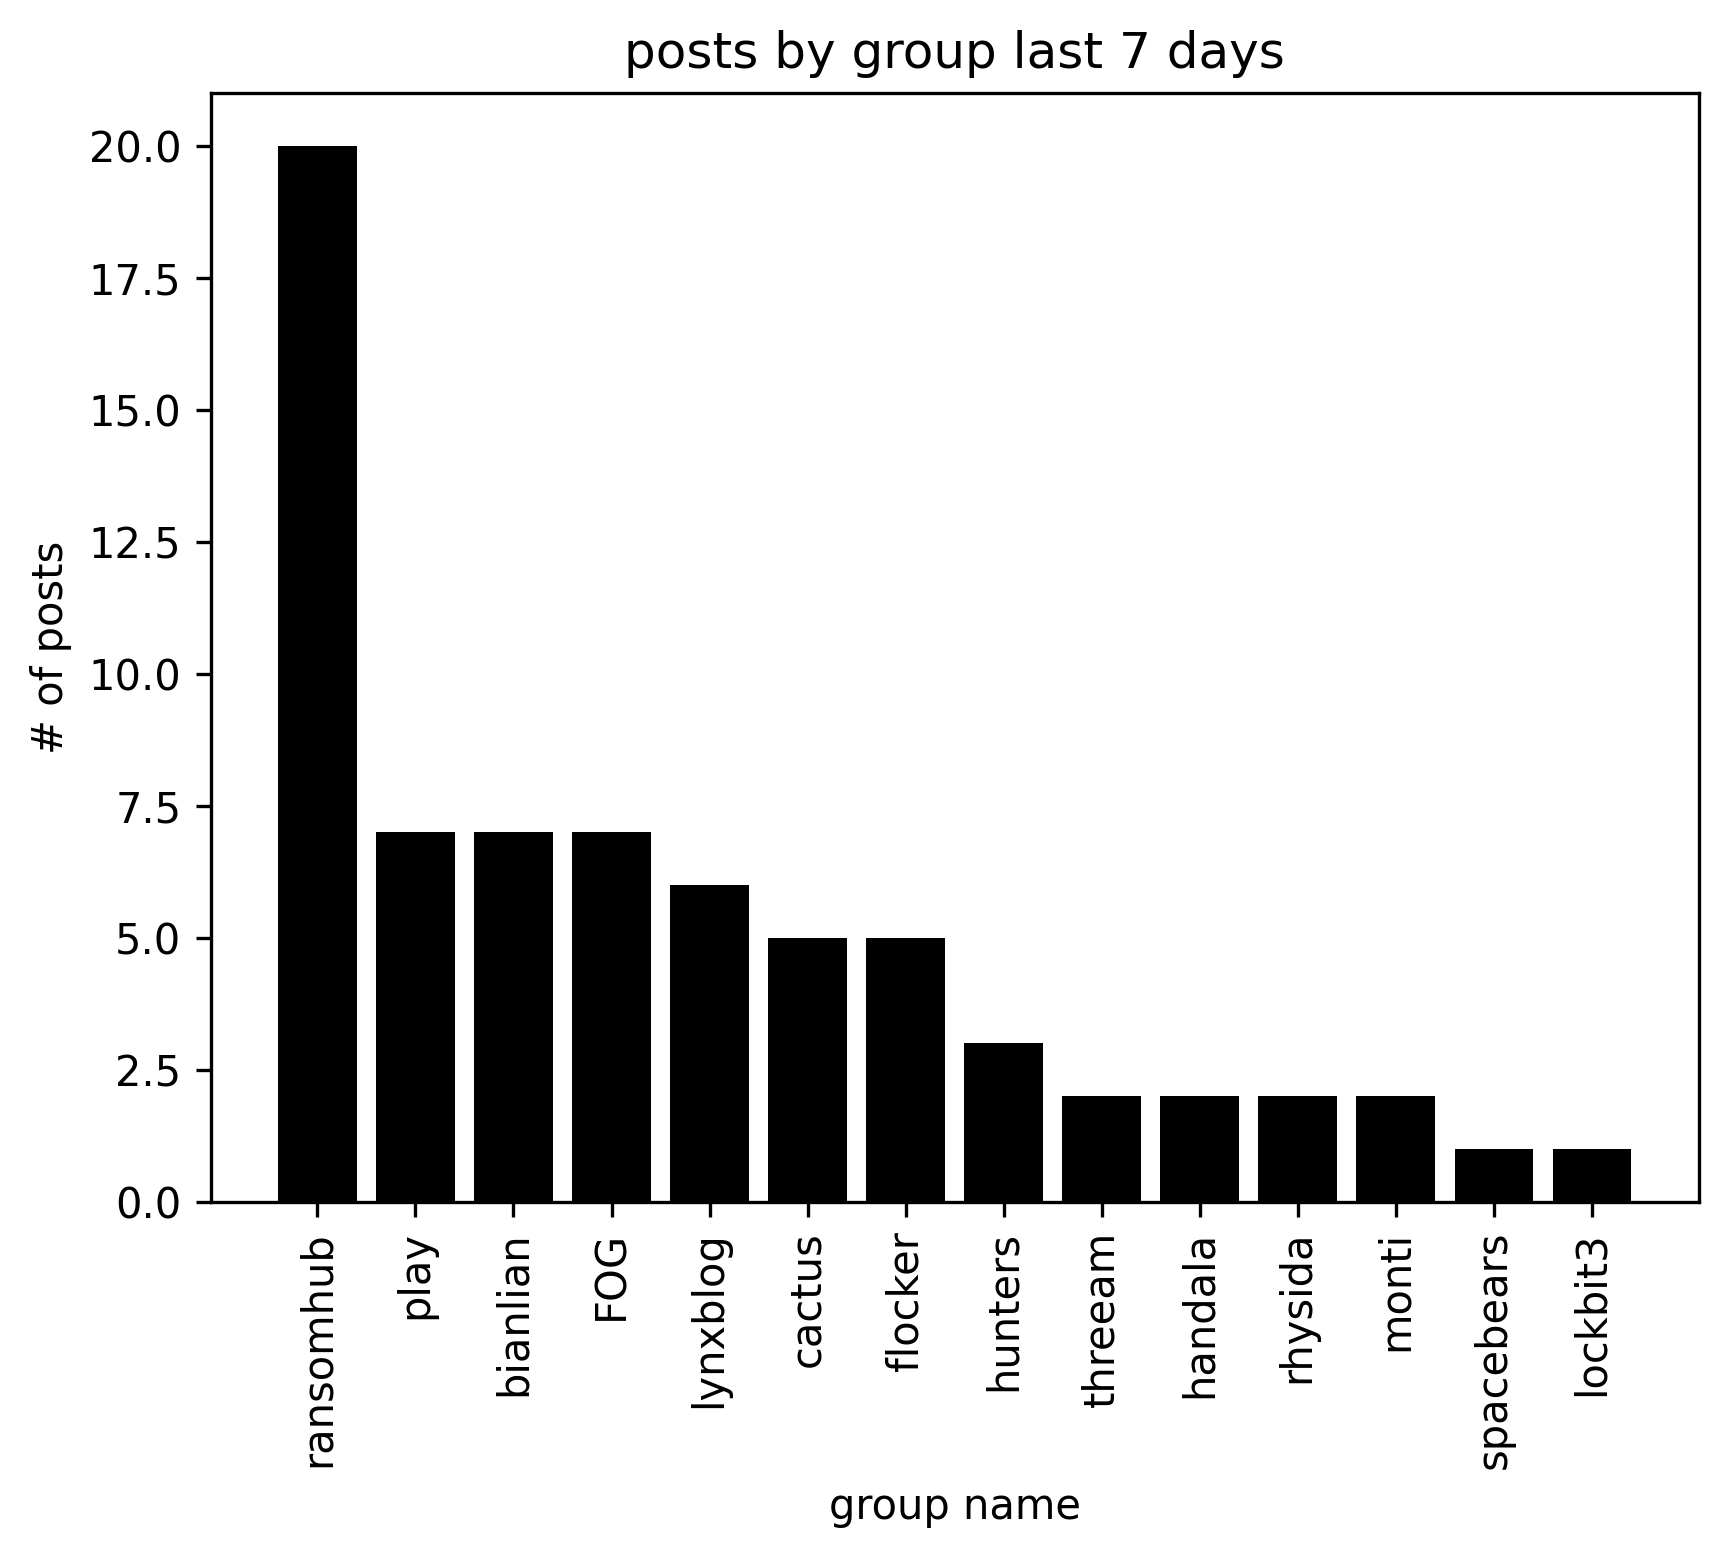 posts by group last 7 days
20.0
17.5
15.0
12.5
10.0
7.5
5.0
2.5
0.0
# of posts
ransomhub
play
bianlian
FOG
lynxblog
cactus
flocker
hunters
threeam
handala
rhysida
monti
spacebears
lockbit3
group name